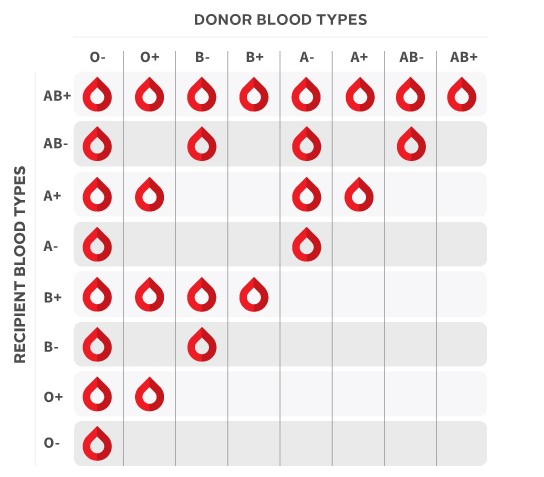 DONOR BLOOD TYPES
O- O+ B- B+ A- A+ AB- AB+
RECIPIENT BLOOD TYPES
AB+
AB-
A+
A-
B+
B-
O+
O-